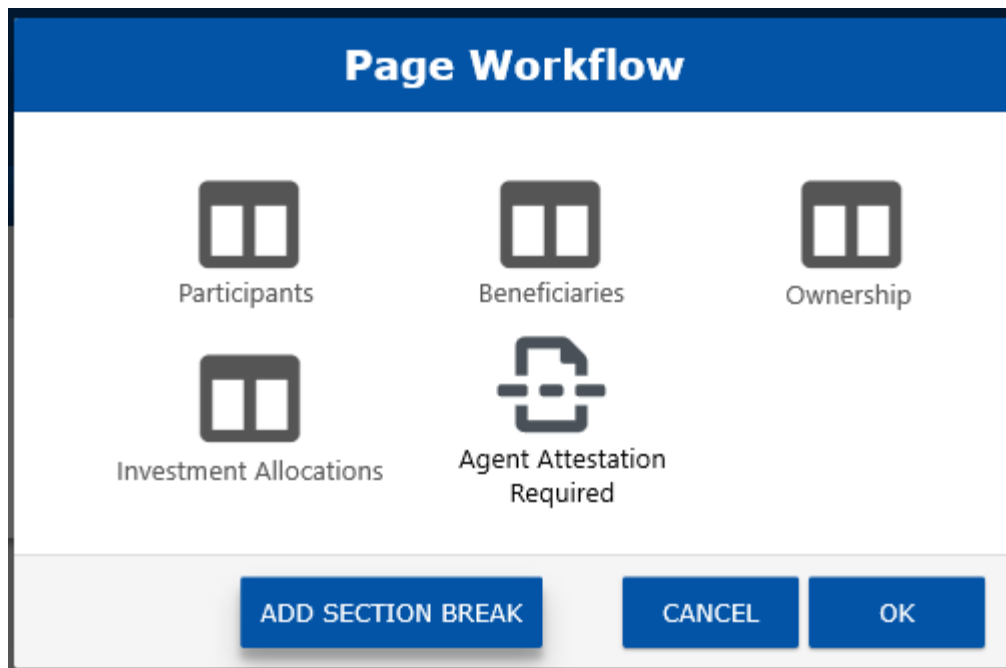 Page Workflow
Participants
Beneficiaries
Ownership
Investment Allocations
Agent Attestation
Required
ADD SECTION BREAK
CANCEL
OK